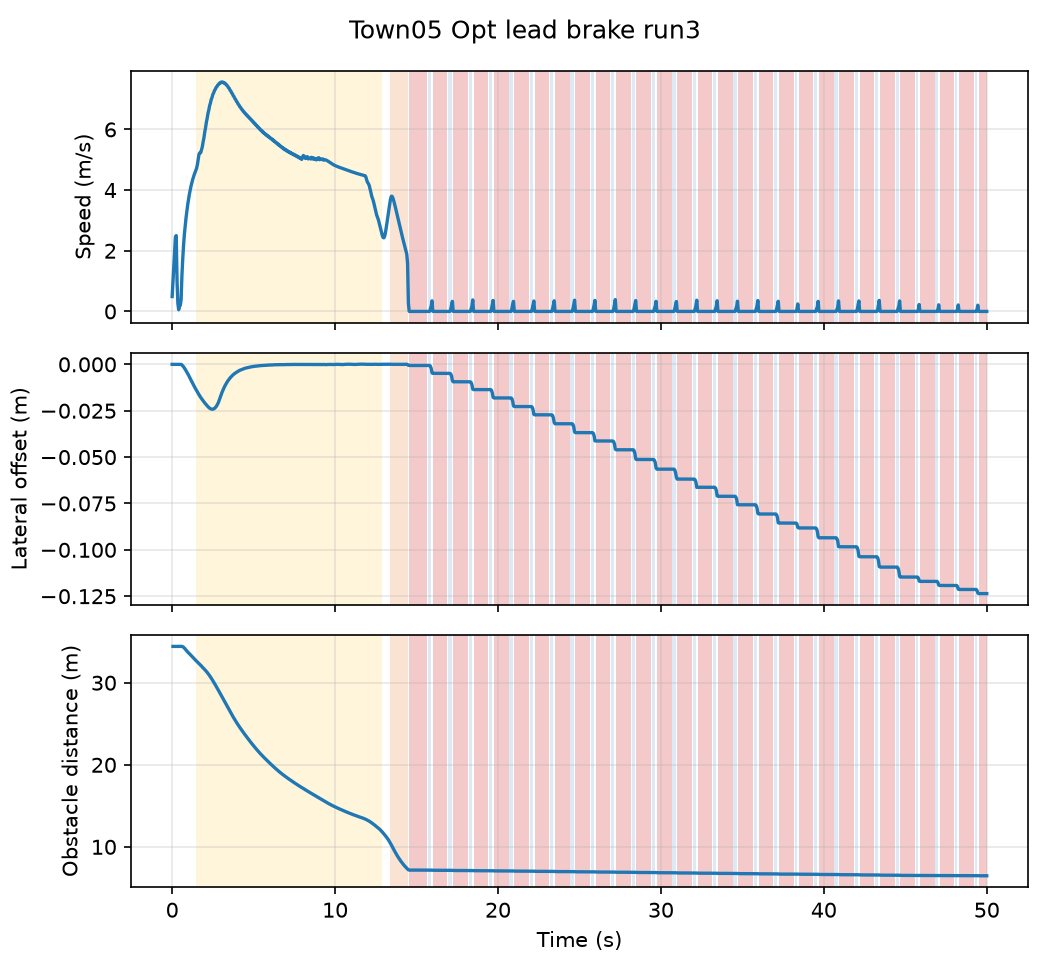 Town05 Opt lead brake run3
Speed (m/s)
6
4
2
0
Lateral offset (m)
0.000
−0.025
−0.050
−0.075
−0.100
−0.125
Obstacle distance (m)
30
20
10
0 10 20 30 40 50
Time (s)